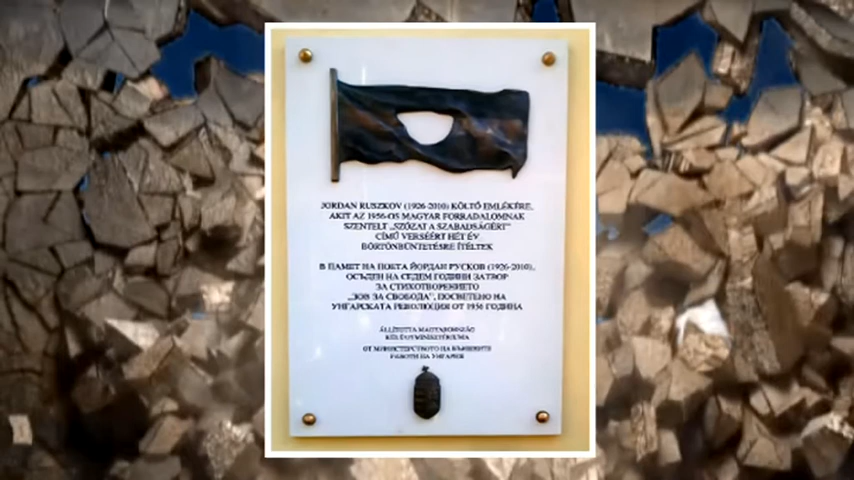 JORDAN RUSZKOV (1926-2010) KÖLTŐ EMLÉKÉRE,
AKIT AZ 1956-OS MAGYAR FORRADALOMNAK
SZENTELT „SZÓZAT A SZABADSÁGÉRT”
CÍMŰ VERSÉÉRT HÉT ÉV
BÖRTÖNBÜNTETÉSRE ÍTÉLTEK
В ПАМЕТ НА ПОЕТА ЙОРДАН РУСКОВ (1926-2010),
ОСЪДЕН НА СЕДЕМ ГОДИНИ ЗАТВОР
ЗА СТИХОТВОРЕНИЕТО
„ЗОВ ЗА СВОБОДА”, ПОСВЕТЕНО НА
УНГАРСКАТА РЕВОЛЮЦИЯ ОТ 1956 ГОДИНА
ÁLLÍTOTTA MAGYARORSZÁG
KÜLÜGYMINISZTÉRIUMA
ОТ МИНИСТЕРСТВОТО НА ВЪНШНИТЕ
РАБОТИ НА УНГАРИЯ